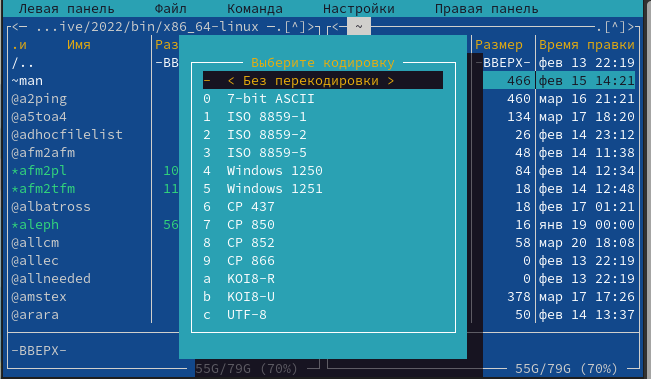 Левая панель Файл Команда Настройки Правая панель
<─ ...ive/2022/bin/x86_64-linux ─.[^]> <─ ~ .[^]>
.и Имя Раз Размер Время правки
/.. -ВВЕ -ВВЕРХ- фев 13 22:19
~man 466 фев 15 14:21
@a2ping 460 мар 16 21:21
@a5toa4 134 мар 17 18:20
@adhocfilelist 26 фев 14 23:12
@afm2afm 48 фев 14 11:38
*afm2pl 10 84 фев 14 12:34
*afm2tfm 11 18 фев 14 12:48
@albatross 18 фев 17 01:21
*aleph 56 16 янв 19 00:00
@allcm 58 мар 20 18:08
@allec 0 фев 13 22:19
@allneeded 0 фев 13 22:19
@amstex 378 мар 17 17:26
@arara 50 фев 14 13:37
-ВВЕРХ-
55G/79G (70%) 55G/79G (70%)
Выберите кодировку
- < Без перекодировки >
0 7-bit ASCII
1 ISO 8859-1
2 ISO 8859-2
3 ISO 8859-5
4 Windows 1250
5 Windows 1251
6 CP 437
7 CP 850
8 CP 852
9 CP 866
a KOI8-R
b KOI8-U
c UTF-8